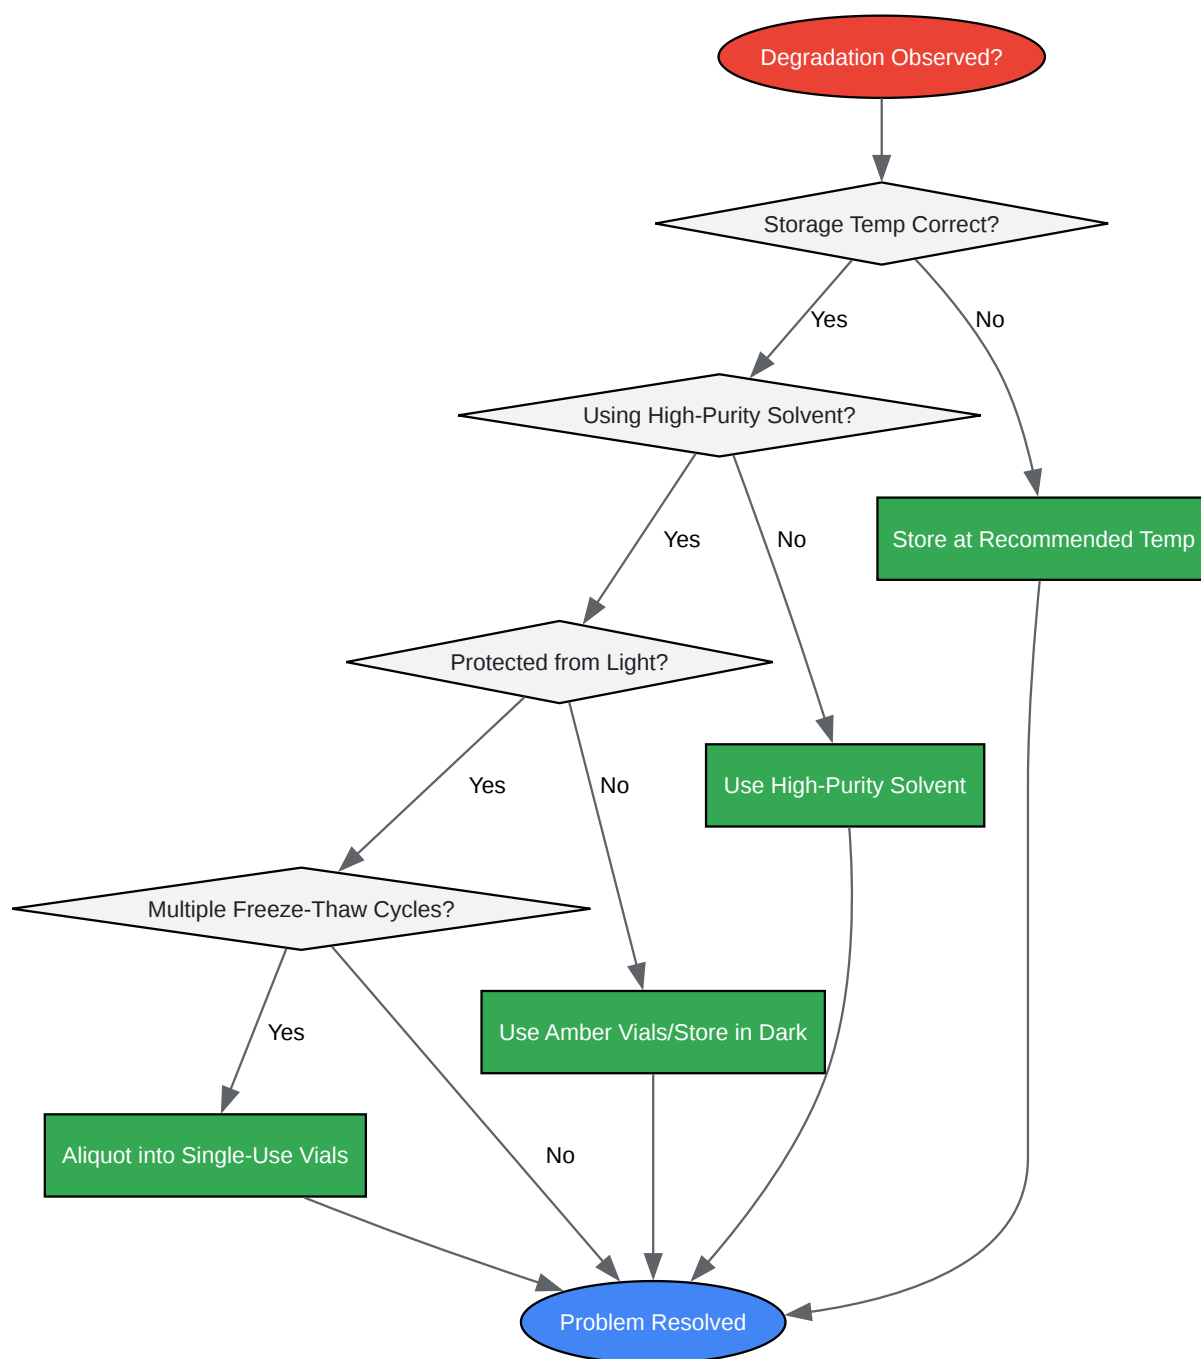 Degradation Observed?
Storage Temp Correct?
Yes
No
Using High-Purity Solvent?
Yes
No
Store at Recommended Temp
Protected from Light?
Yes
No
Use High-Purity Solvent
Multiple Freeze-Thaw Cycles?
Yes
Use Amber Vials/Store in Dark
Aliquot into Single-Use Vials
No
Problem Resolved